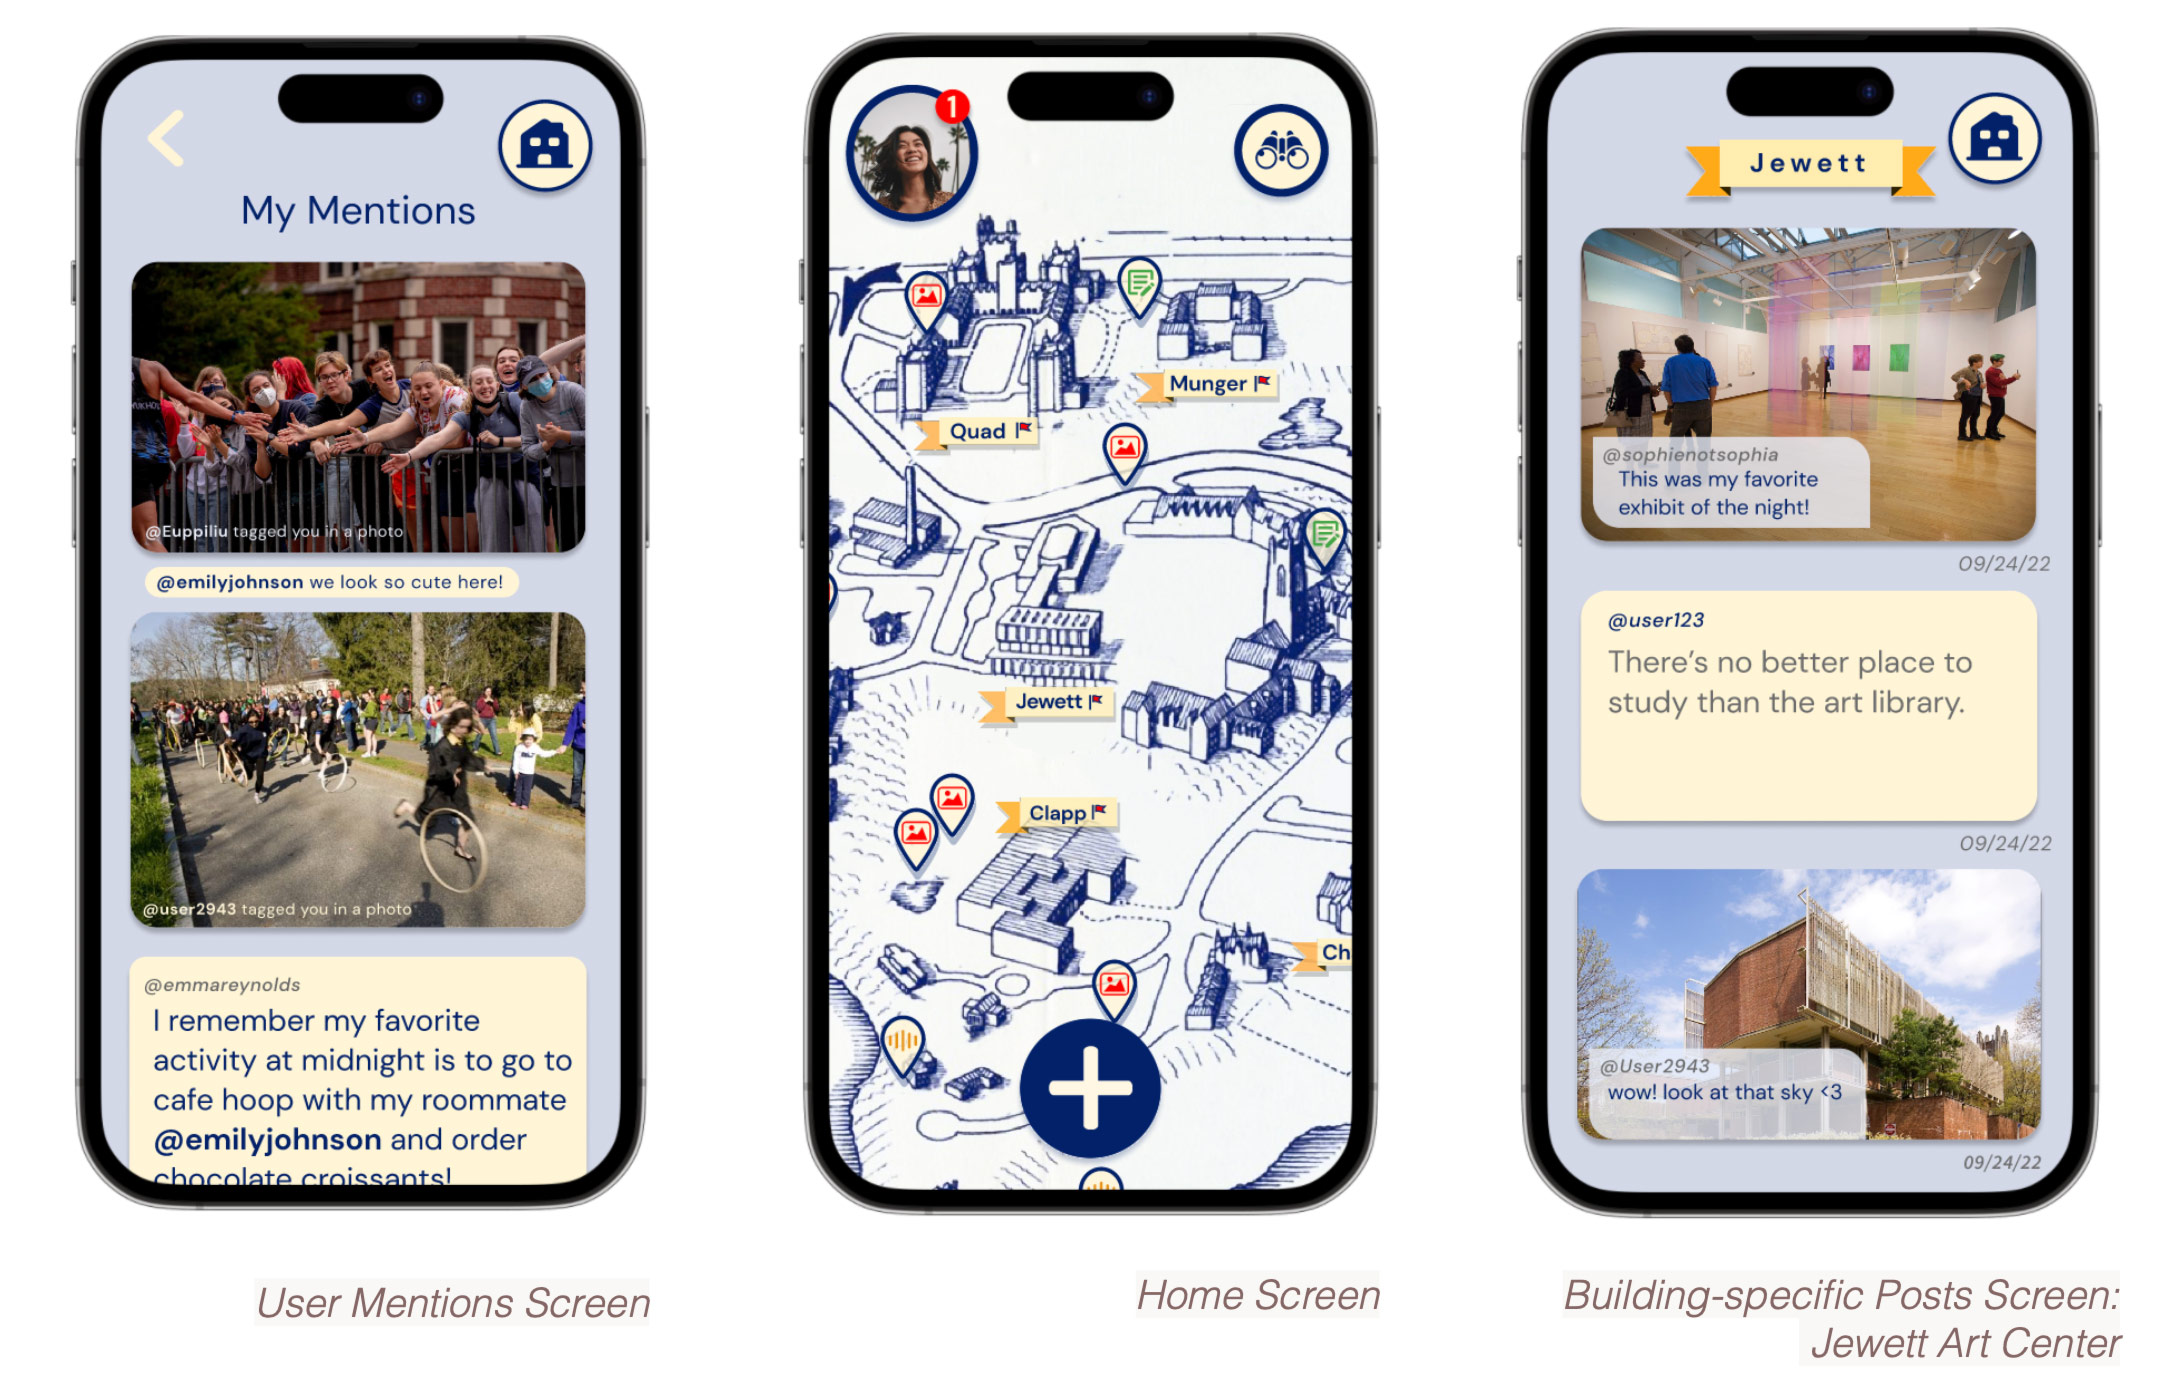 My Mentions
@Euppiliu tagged you in a photo
@emilyjohnson we look so cute here!
@user2943 tagged you in a photo
@emmareynolds
I remember my favorite
activity at midnight is to go to
cafe hoop with my roommate
@emilyjohnson and order
chocolate croissants!
User Mentions Screen
1
Munger
Quad
Jewett
Clapp
Ch
Home Screen
Jewett
@sophienotsophia
This was my favorite
exhibit of the night!
09/24/22
@user123
There's no better place to
study than the art library.
09/24/22
@User2943
wow! look at that sky <3
09/24/22
Building-specific Posts Screen:
Jewett Art Center